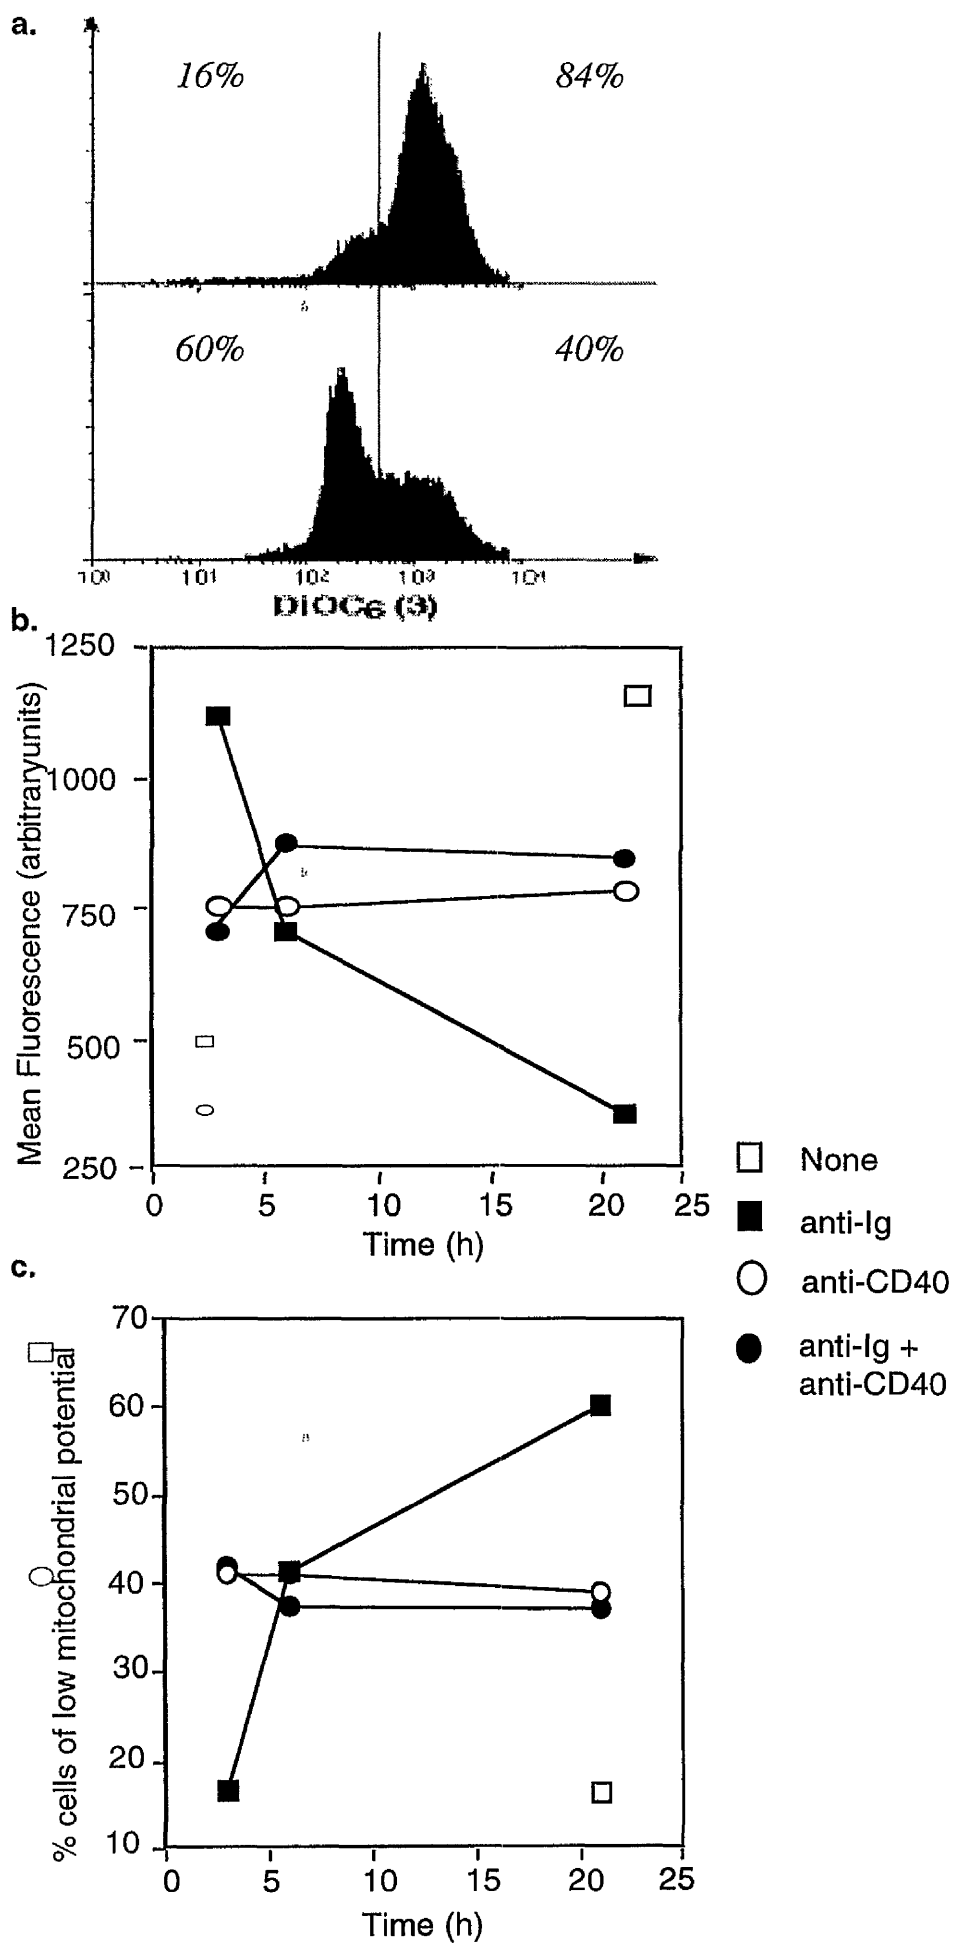 a.
16% 84%
60% 40%
10⁰ 10¹ 10² 10³ 10⁴
DiOC6 (3)
b.
Mean Fluorescence (arbitraryunits)
1250
1000
750
500
250
0 5 10 15 20 25
Time (h)
None
anti-Ig
anti-CD40
anti-Ig +
anti-CD40
c.
% cells of low mitochondrial potential
70
60
50
40
30
20
10
0 5 10 15 20 25
Time (h)